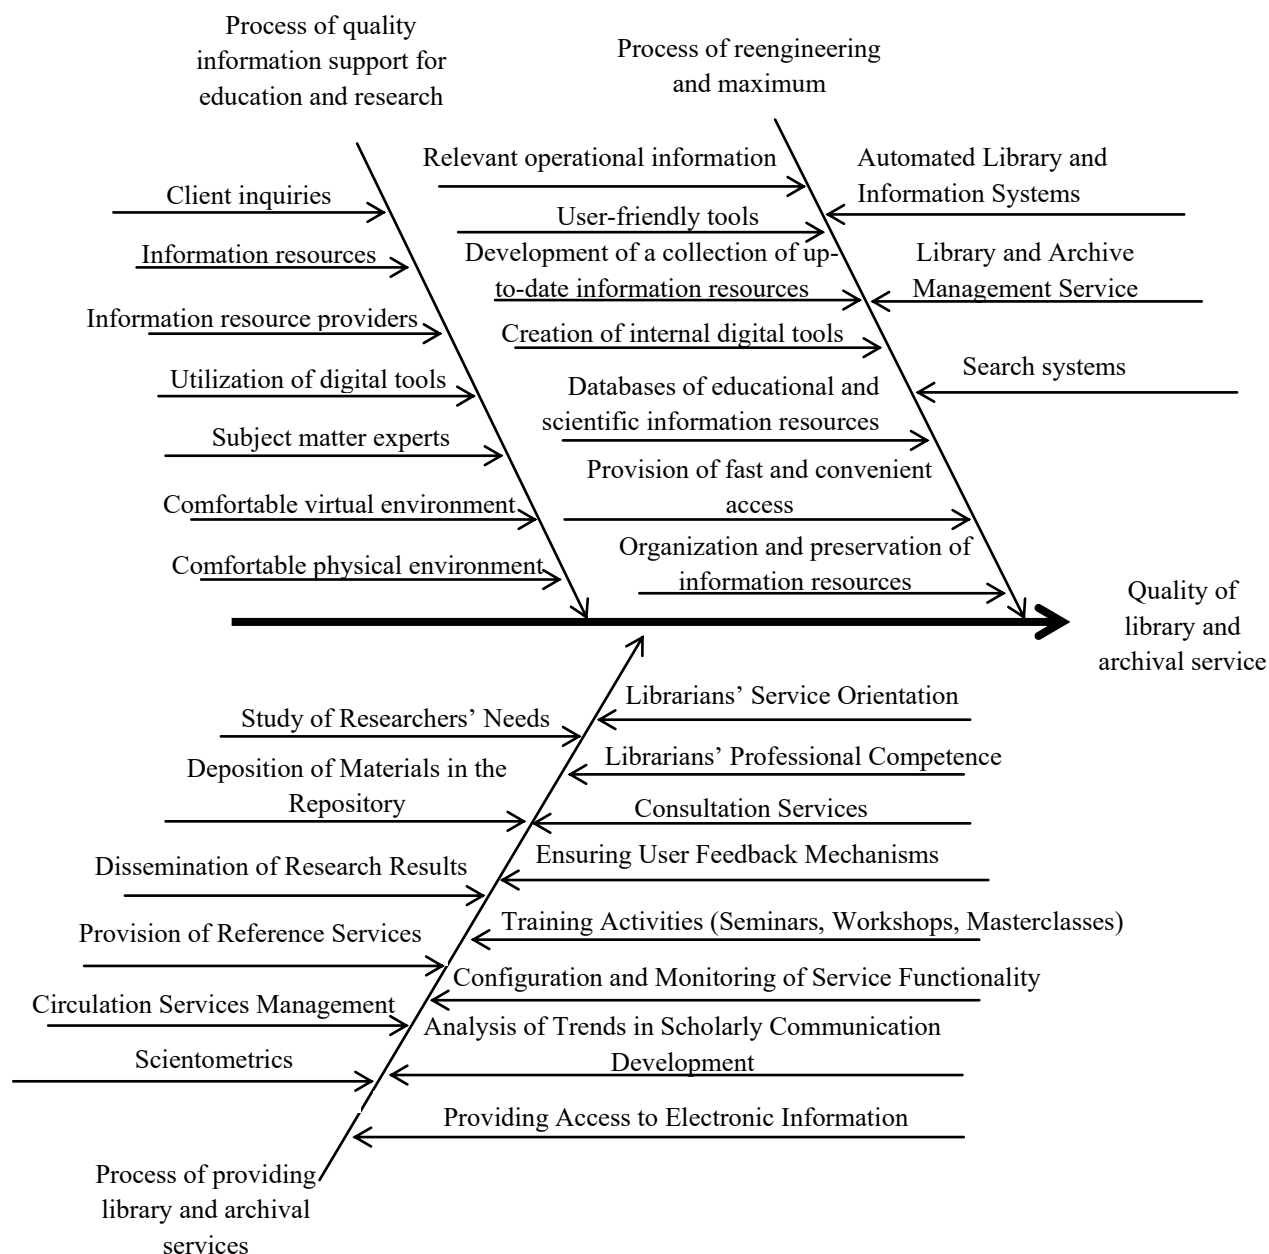 Process of quality
information support for
education and research
Process of reengineering
and maximum
Client inquiries
Information resources
Information resource providers
Utilization of digital tools
Subject matter experts
Comfortable virtual environment
Comfortable physical environment
Relevant operational information
User-friendly tools
Development of a collection of up-
to-date information resources
Creation of internal digital tools
Databases of educational and
scientific information resources
Provision of fast and convenient
access
Organization and preservation of
information resources
Automated Library and
Information Systems
Library and Archive
Management Service
Search systems
Quality of
library and
archival service
Study of Researchers’ Needs
Deposition of Materials in the
Repository
Dissemination of Research Results
Provision of Reference Services
Circulation Services Management
Scientometrics
Librarians’ Service Orientation
Librarians’ Professional Competence
Consultation Services
Ensuring User Feedback Mechanisms
Training Activities (Seminars, Workshops, Masterclasses)
Configuration and Monitoring of Service Functionality
Analysis of Trends in Scholarly Communication
Development
Providing Access to Electronic Information
Process of providing
library and archival
services